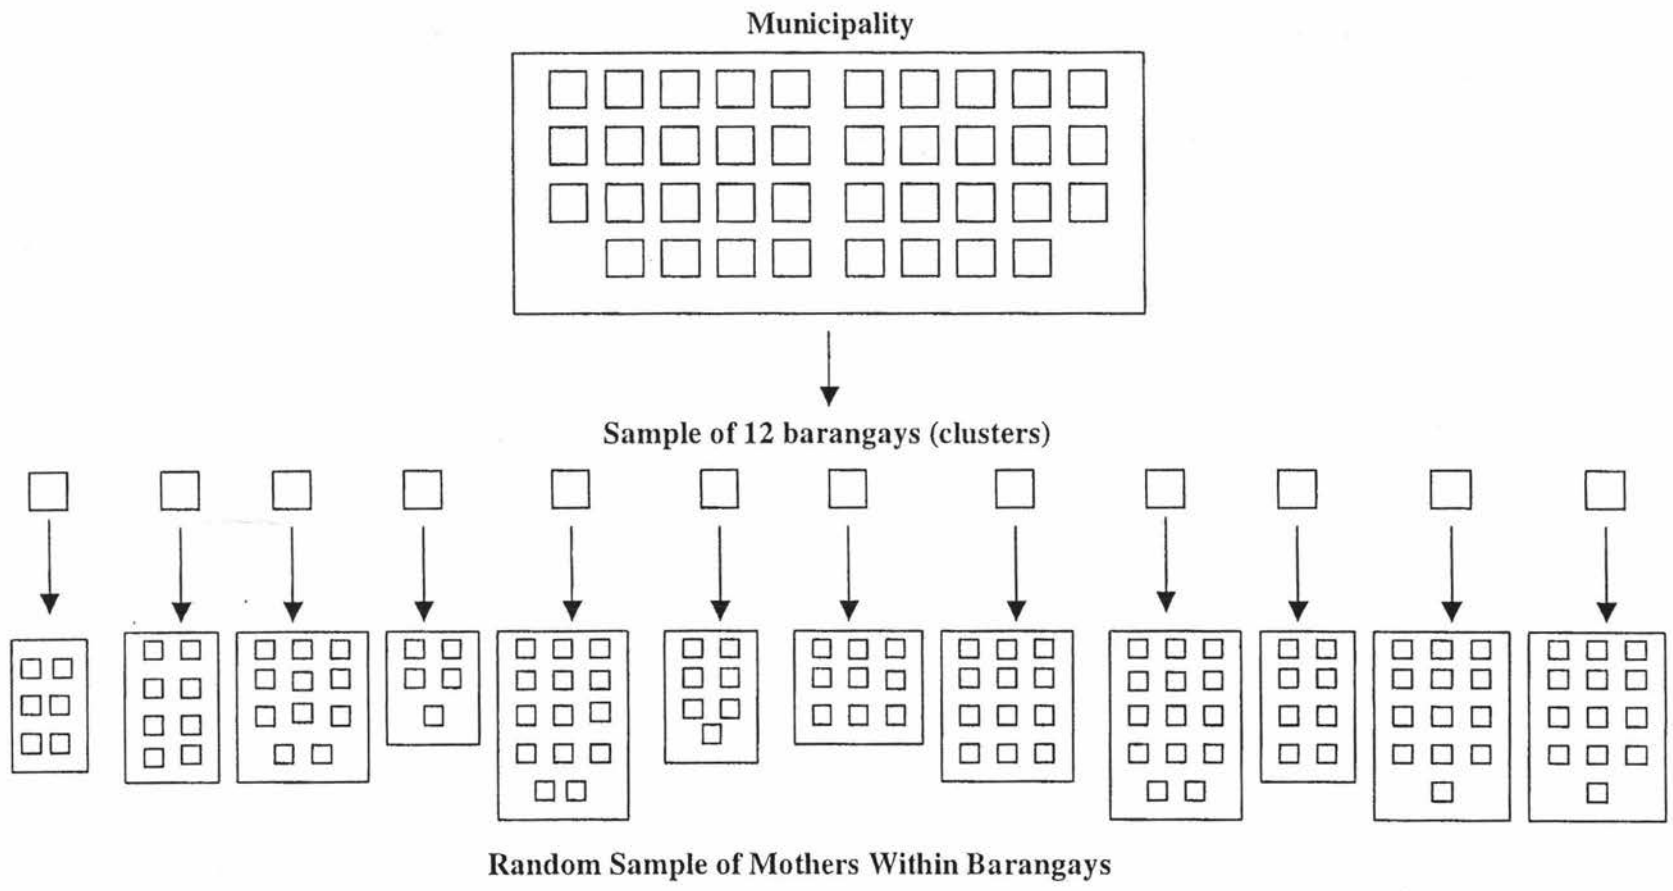 Municipality
Sample of 12 barangays (clusters)
Random Sample of Mothers Within Barangays